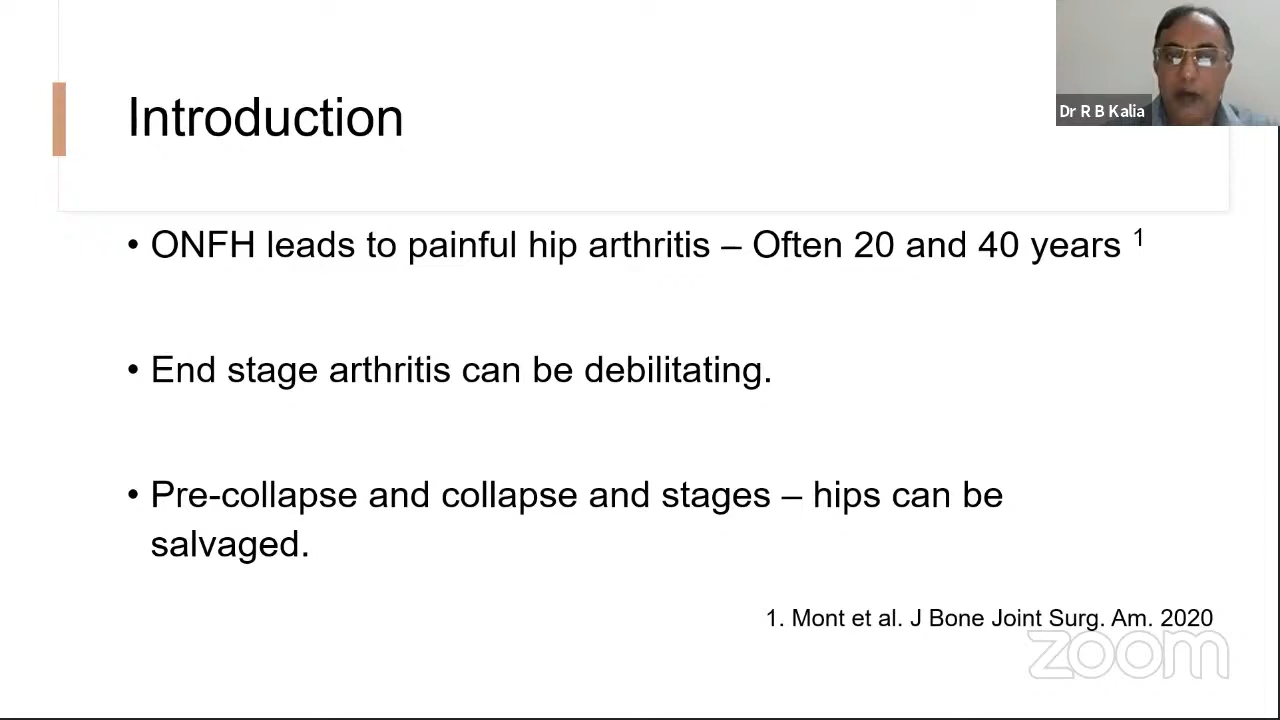 Introduction
Dr R B Kalia
• ONFH leads to painful hip arthritis – Often 20 and 40 years 1
• End stage arthritis can be debilitating.
• Pre-collapse and collapse and stages – hips can be
salvaged.
1. Mont et al. J Bone Joint Surg. Am. 2020
zoom